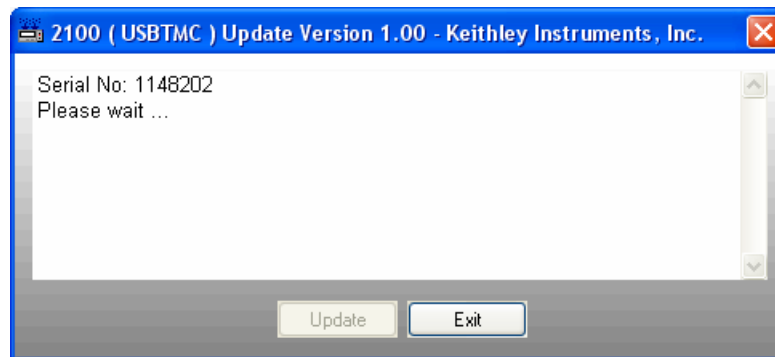 2100 ( USBTMC ) Update Version 1.00 - Keithley Instruments, Inc.
Serial No: 1148202
Please wait ...
Update
Exit